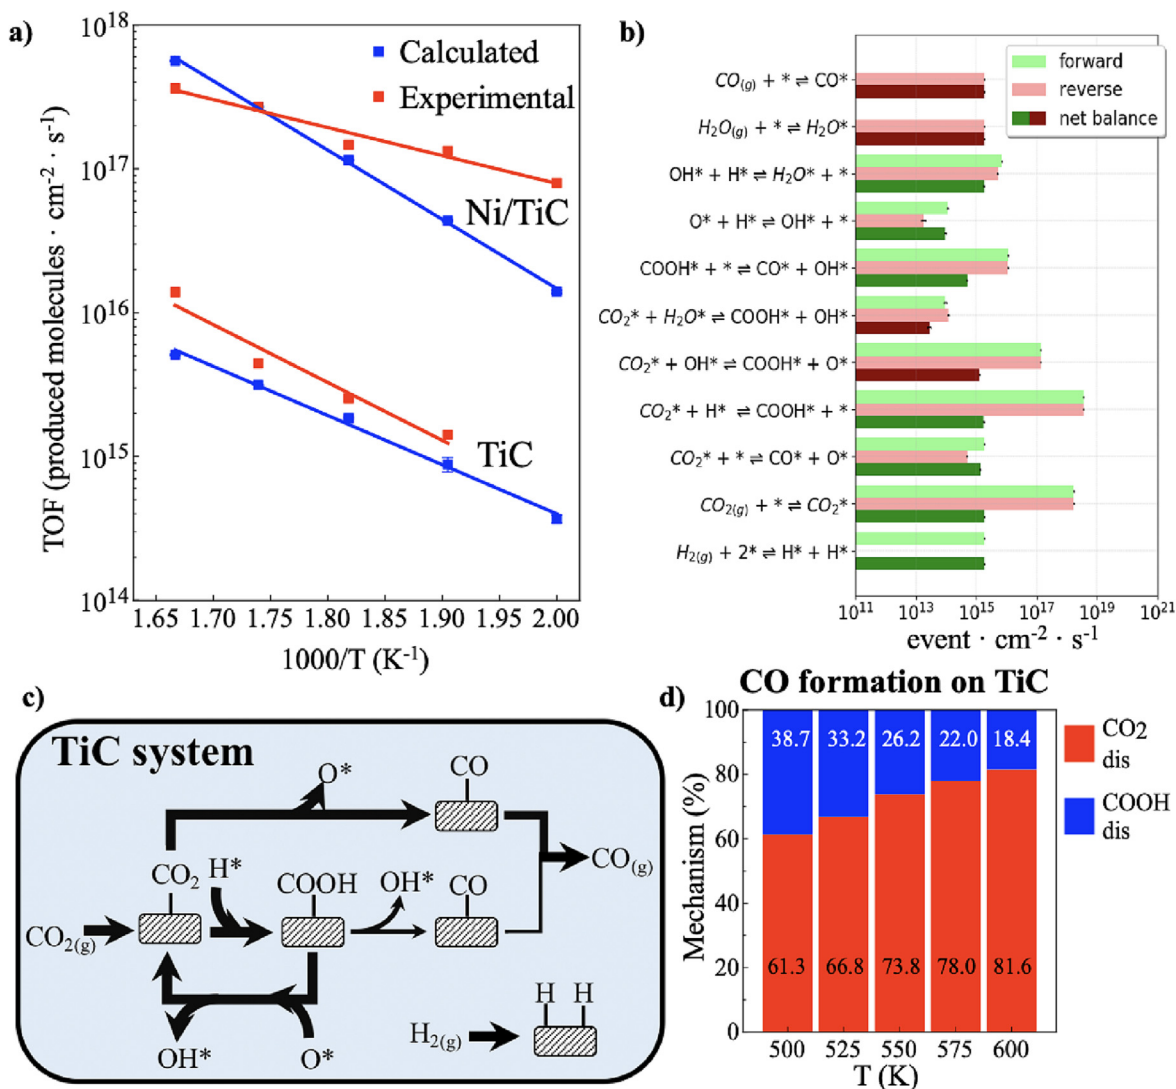 a)
10^18
10^17
10^16
10^15
10^14
TOF (produced molecules · cm^-2 · s^-1)
Calculated
Experimental
Ni/TiC
TiC
1.65 1.70 1.75 1.80 1.85 1.90 1.95 2.00
1000/T (K^-1)
b)
forward
reverse
net balance
CO(g) + * ⇌ CO*
H2O(g) + * ⇌ H2O*
OH* + H* ⇌ H2O* + *
O* + H* ⇌ OH* + *
COOH* + * ⇌ CO* + OH*
CO2* + H2O* ⇌ COOH* + OH*
CO2* + OH* ⇌ COOH* + O*
CO2* + H* ⇌ COOH* + *
CO2* + * ⇌ CO* + O*
CO2(g) + * ⇌ CO2*
H2(g) + 2* ⇌ H* + H*
10^11 10^13 10^15 10^17 10^19 10^21
event · cm^-2 · s^-1
c)
TiC system
O*
CO
CO2
H*
COOH
OH*
CO
CO(g)
CO2(g)
OH*
O*
H2(g)
H H
d)
CO formation on TiC
100
80
60
40
20
0
Mechanism (%)
38.7 33.2 26.2 22.0 18.4
61.3 66.8 73.8 78.0 81.6
500 525 550 575 600
T (K)
CO2
dis
COOH
dis